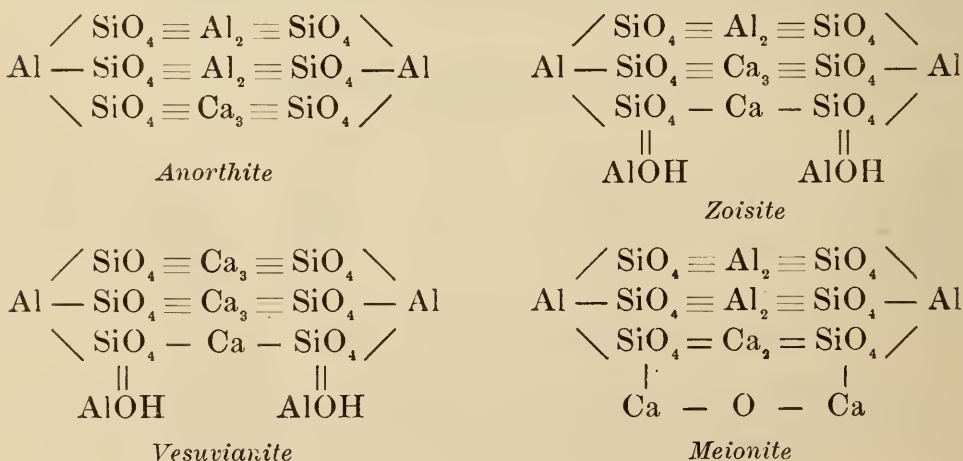 SiO₄ ≡ Al₂ ≡ SiO₄
Al — SiO₄ ≡ Al₂ ≡ SiO₄ — Al
SiO₄ ≡ Ca₃ ≡ SiO₄
Anorthite
SiO₄ ≡ Al₂ ≡ SiO₄
Al — SiO₄ ≡ Ca₃ ≡ SiO₄ — Al
SiO₄ — Ca — SiO₄
AlOH AlOH
Zoisite
SiO₄ ≡ Ca₃ ≡ SiO₄
Al — SiO₄ ≡ Ca₃ ≡ SiO₄ — Al
SiO₄ — Ca — SiO₄
AlOH AlOH
Vesuvianite
SiO₄ ≡ Al₂ ≡ SiO₄
Al — SiO₄ ≡ Al₂ ≡ SiO₄ — Al
SiO₄ = Ca₂ = SiO₄
Ca — O — Ca
Meionite